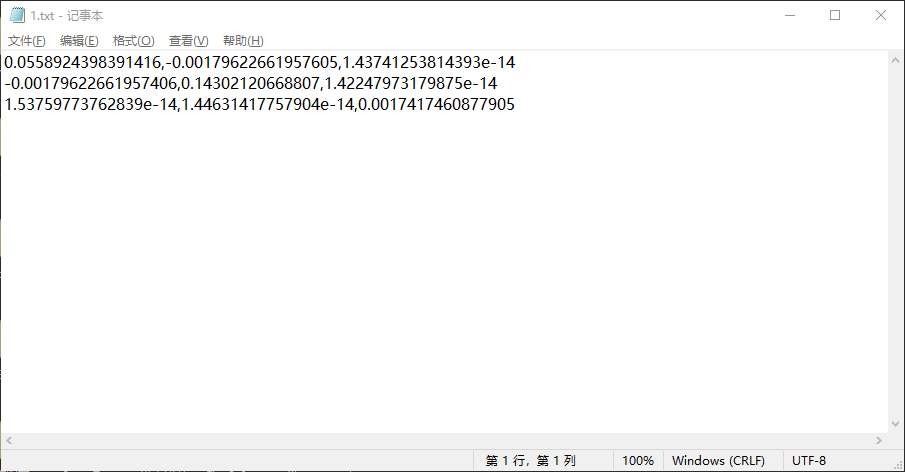 1.txt - 记事本
文件(F) 编辑(E) 格式(O) 查看(V) 帮助(H)
0.0558924398391416,-0.00179622661957605,1.43741253814393e-14
-0.00179622661957406,0.14302120668807,1.42247973179875e-14
1.53759773762839e-14,1.44631417757904e-14,0.0017417460877905
第 1 行，第 1 列 100% Windows (CRLF) UTF-8